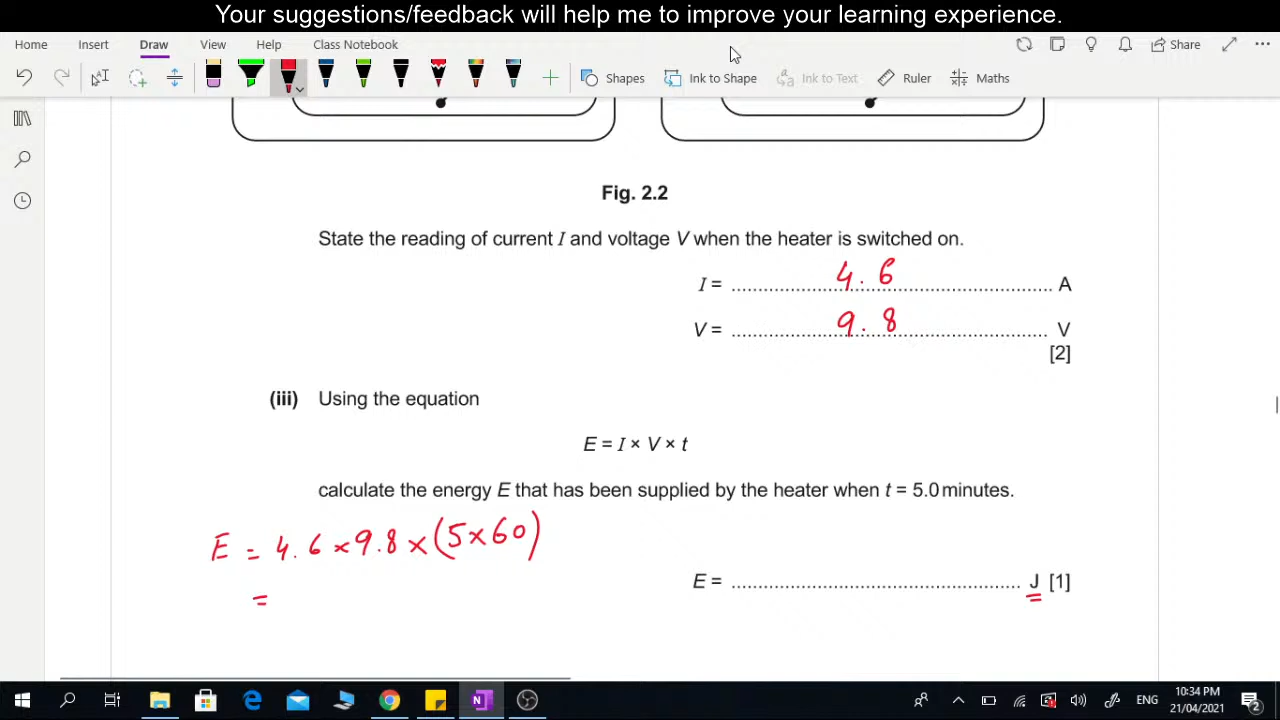 Your suggestions/feedback will help me to improve your learning experience.
Home Insert Draw View Help Class Notebook Share
Shapes Ink to Shape Ink to Text Ruler Maths
Fig. 2.2
State the reading of current I and voltage V when the heater is switched on.
I = ........ 4.6 ........ A
V = ........ 9.8 ........ V
[2]
(iii) Using the equation
E = I × V × t
calculate the energy E that has been supplied by the heater when t = 5.0 minutes.
E = 4.6 × 9.8 × (5×60)
E = ................ J [1]
=
ENG
10:34 PM
21/04/2021
2